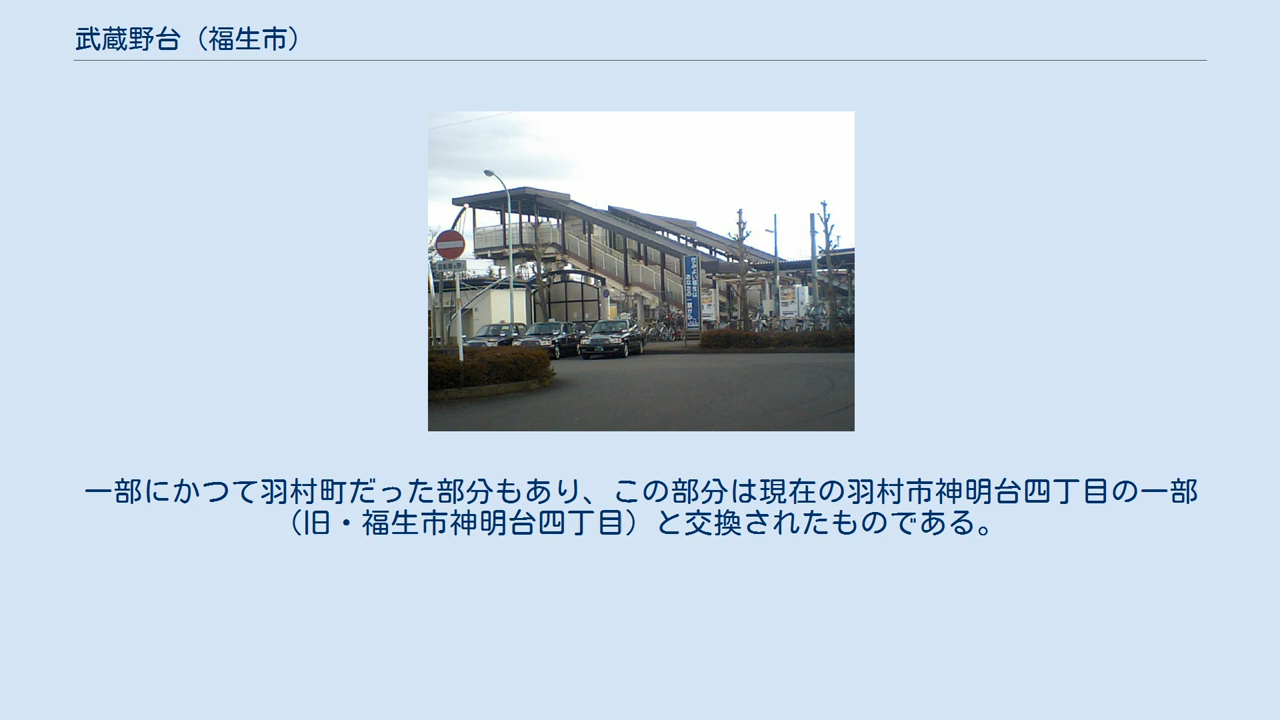 武蔵野台（福生市）
一部にかつて羽村町だった部分もあり、この部分は現在の羽村市神明台四丁目の一部
（旧・福生市神明台四丁目）と交換されたものである。